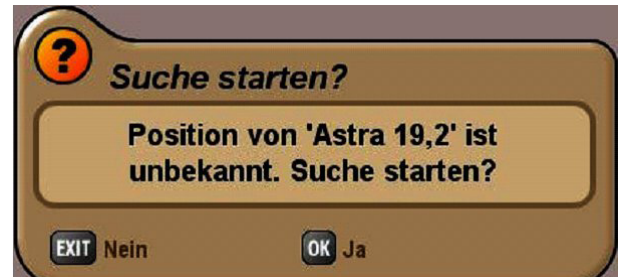 ?
Suche starten?
Position von 'Astra 19,2' ist
unbekannt. Suche starten?
EXIT Nein OK Ja